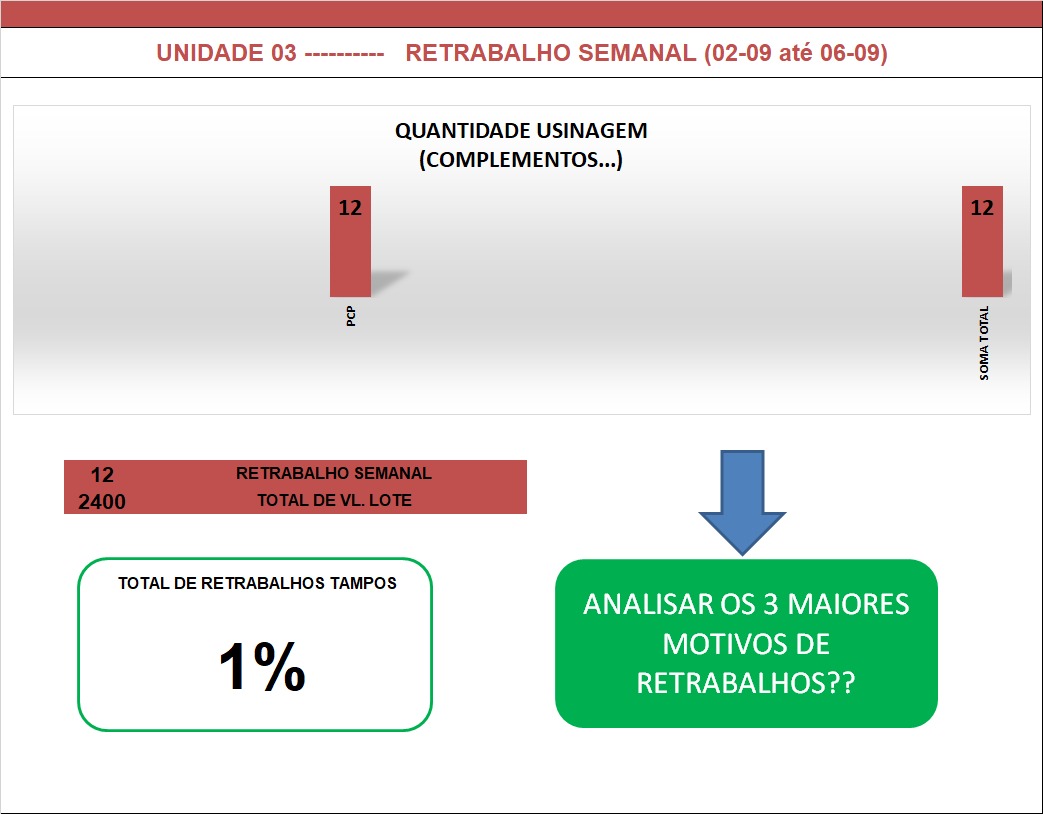 UNIDADE 03 ---------- RETRABALHO SEMANAL (02-09 até 06-09)
QUANTIDADE USINAGEM
(COMPLEMENTOS...)
12
12
PCP
SOMA TOTAL
12 RETRABALHO SEMANAL
2400 TOTAL DE VL. LOTE
TOTAL DE RETRABALHOS TAMPOS
1%
ANALISAR OS 3 MAIORES
MOTIVOS DE
RETRABALHOS??